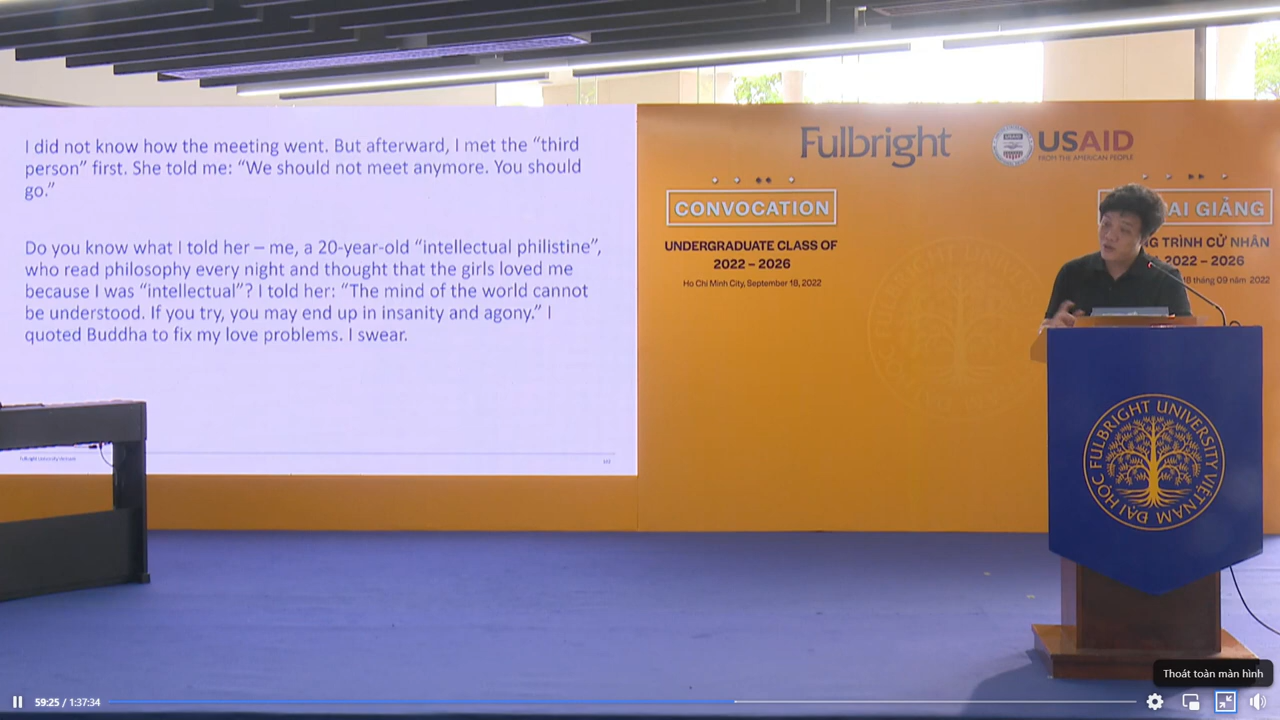 I did not know how the meeting went. But afterward, I met the “third
person” first. She told me: “We should not meet anymore. You should
go.”
Do you know what I told her – me, a 20-year-old “intellectual philistine”,
who read philosophy every night and thought that the girls loved me
because I was “intellectual”? I told her: “The mind of the world cannot
be understood. If you try, you may end up in insanity and agony.” I
quoted Buddha to fix my love problems. I swear.
Fulbright University Vietnam
Fulbright
USAID
FROM THE AMERICAN PEOPLE
CONVOCATION
UNDERGRADUATE CLASS OF
2022 – 2026
Ho Chi Minh City, September 18, 2022
AI GIẢNG
G TRÌNH CỬ NHÂN
2022 – 2026
18 tháng 09 năm 2022
FULBRIGHT UNIVERSITY VIETNAM
ĐẠI HỌC FULBRIGHT VIỆT NAM
Thoát toàn màn hình
59:25 / 1:37:34